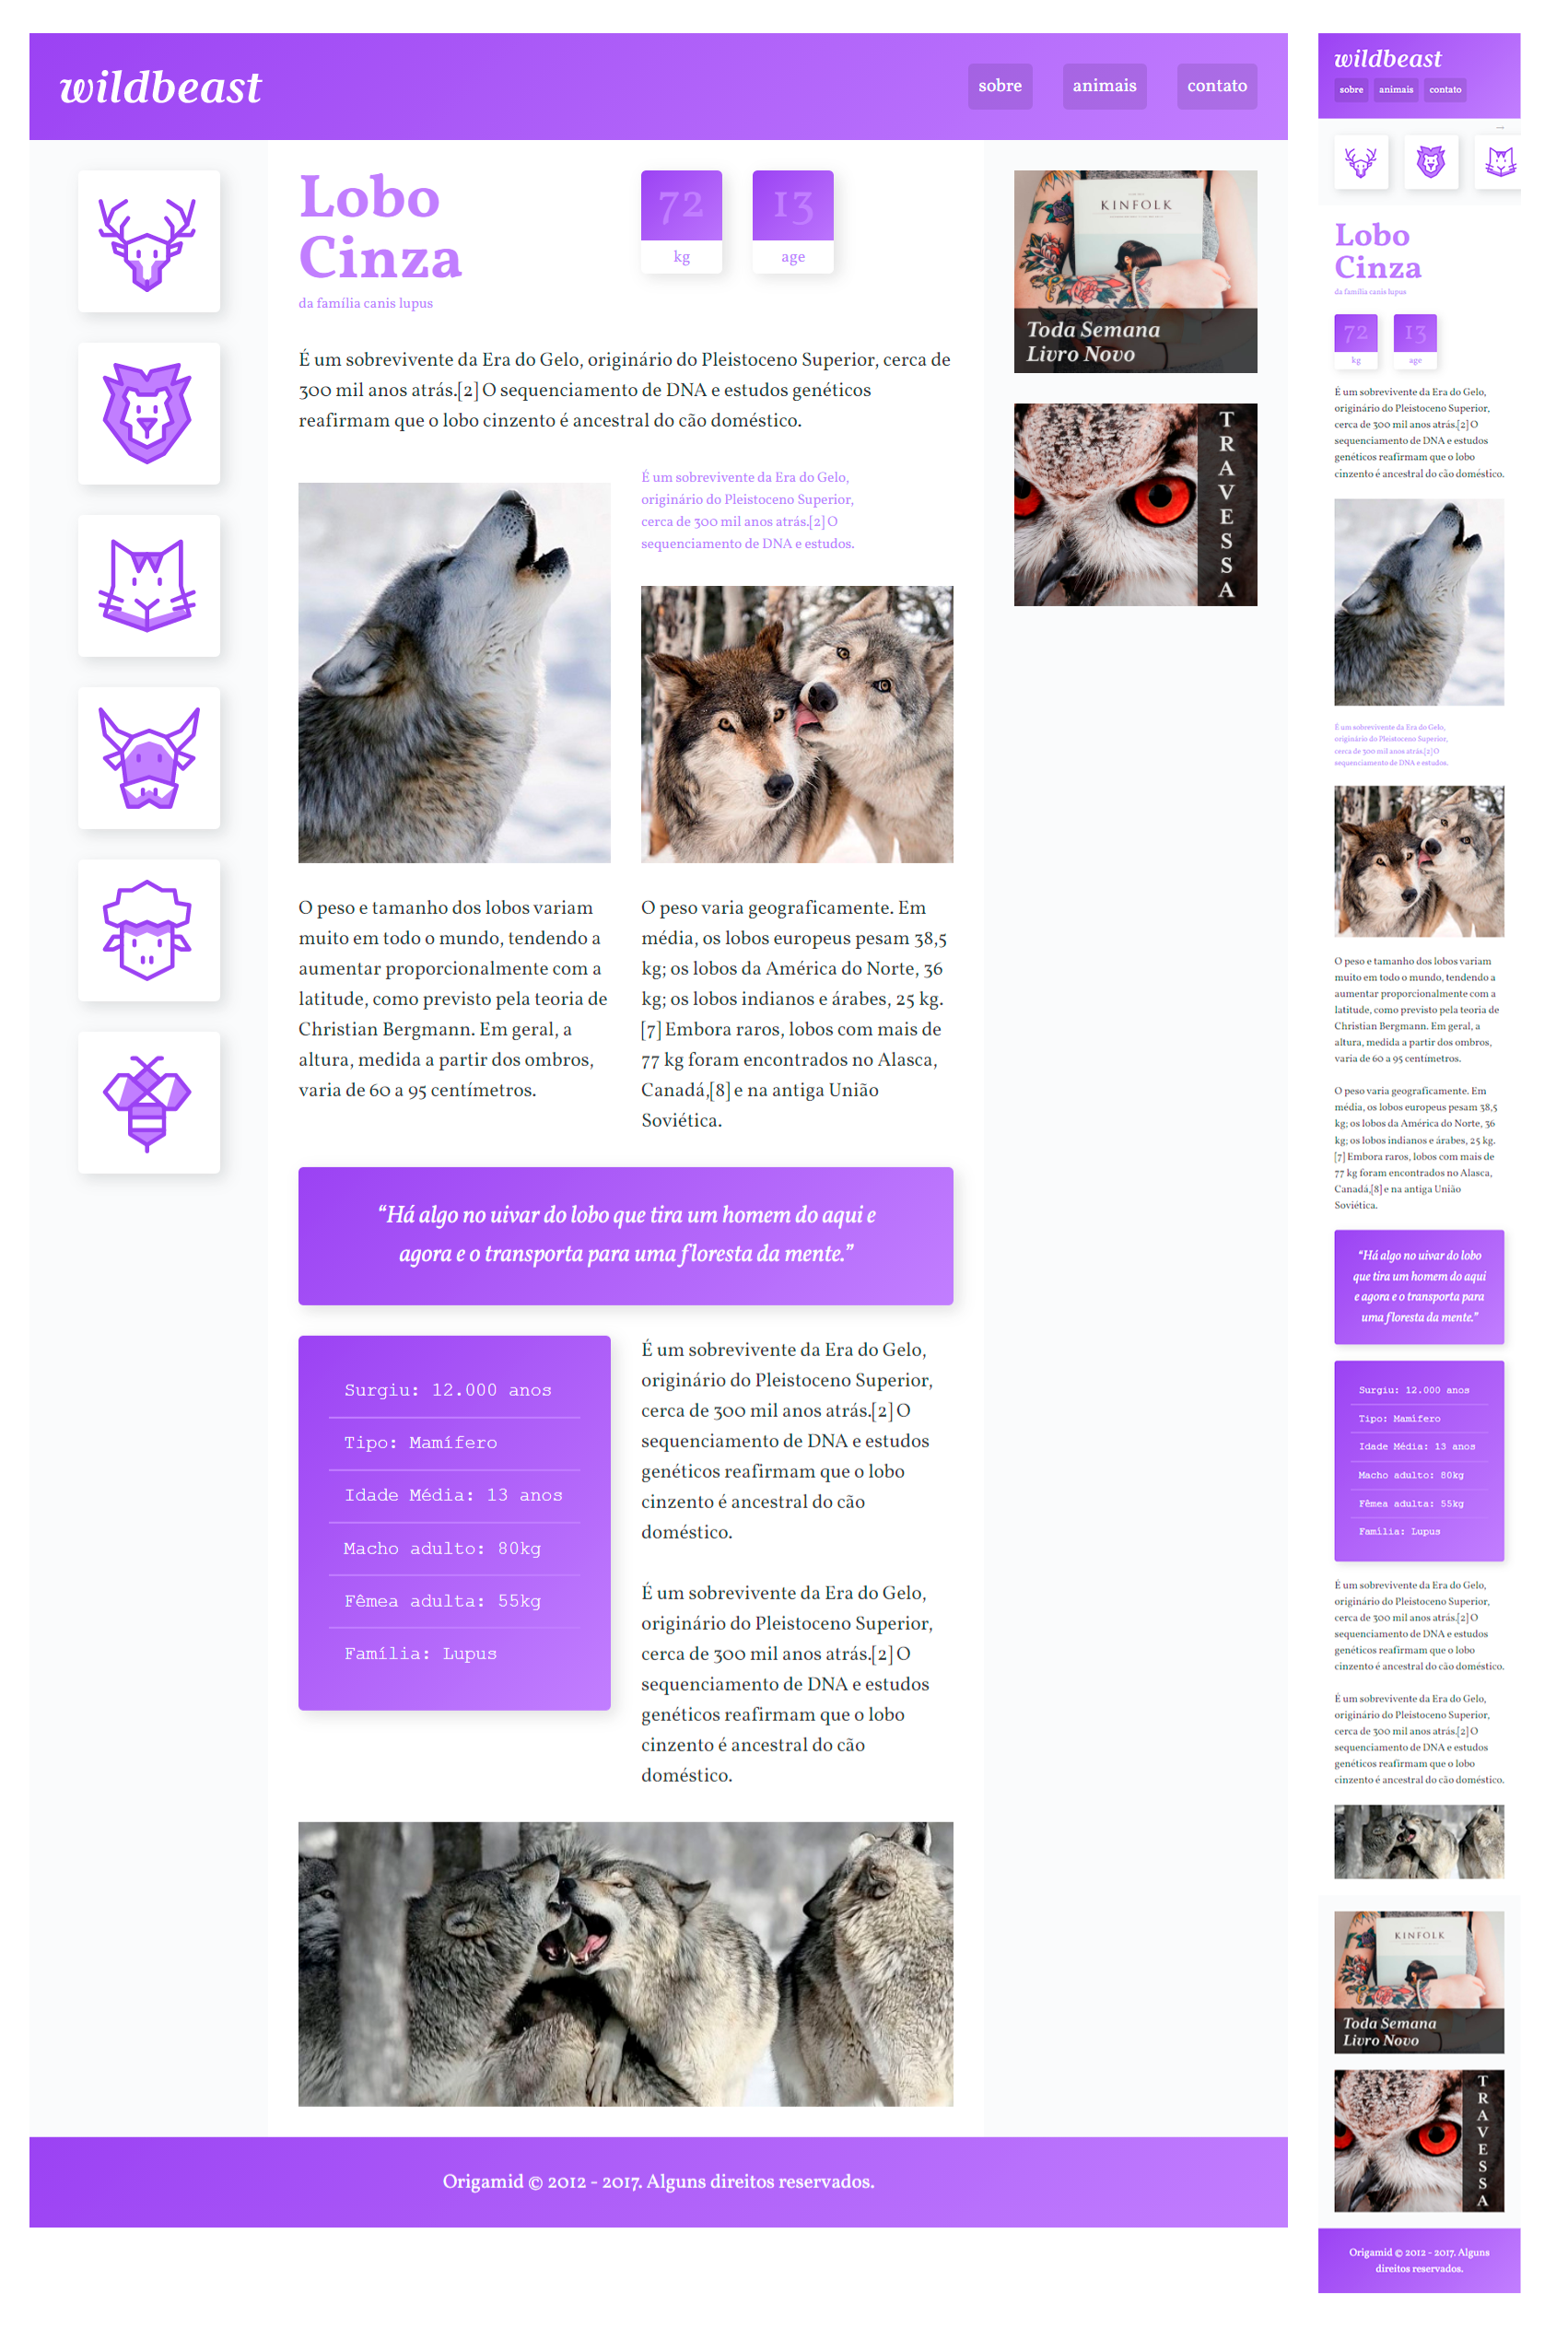 wildbeast
sobre
animais
contato
Lobo
Cinza
da família canis lupus
72
kg
13
age
É um sobrevivente da Era do Gelo, originário do Pleistoceno Superior, cerca de
300 mil anos atrás.[2] O sequenciamento de DNA e estudos genéticos
reafirmam que o lobo cinzento é ancestral do cão doméstico.
É um sobrevivente da Era do Gelo,
originário do Pleistoceno Superior,
cerca de 300 mil anos atrás.[2] O
sequenciamento de DNA e estudos.
O peso e tamanho dos lobos variam
muito em todo o mundo, tendendo a
aumentar proporcionalmente com a
latitude, como previsto pela teoria de
Christian Bergmann. Em geral, a
altura, medida a partir dos ombros,
varia de 60 a 95 centímetros.
O peso varia geograficamente. Em
média, os lobos europeus pesam 38,5
kg; os lobos da América do Norte, 36
kg; os lobos indianos e árabes, 25 kg.
[7] Embora raros, lobos com mais de
77 kg foram encontrados no Alasca,
Canadá,[8] e na antiga União
Soviética.
“Há algo no uivar do lobo que tira um homem do aqui e
agora e o transporta para uma floresta da mente.”
Surgiu: 12.000 anos
Tipo: Mamífero
Idade Média: 13 anos
Macho adulto: 80kg
Fêmea adulta: 55kg
Família: Lupus
É um sobrevivente da Era do Gelo,
originário do Pleistoceno Superior,
cerca de 300 mil anos atrás.[2] O
sequenciamento de DNA e estudos
genéticos reafirmam que o lobo
cinzento é ancestral do cão
doméstico.
É um sobrevivente da Era do Gelo,
originário do Pleistoceno Superior,
cerca de 300 mil anos atrás.[2] O
sequenciamento de DNA e estudos
genéticos reafirmam que o lobo
cinzento é ancestral do cão
doméstico.
KINFOLK
Toda Semana
Livro Novo
TRAVESSA
Origamid © 2012 - 2017. Alguns direitos reservados.
wildbeast
sobre
animais
contato
→
Lobo
Cinza
da família canis lupus
72
kg
13
age
É um sobrevivente da Era do Gelo,
originário do Pleistoceno Superior,
cerca de 300 mil anos atrás.[2] O
sequenciamento de DNA e estudos
genéticos reafirmam que o lobo
cinzento é ancestral do cão doméstico.
É um sobrevivente da Era do Gelo,
originário do Pleistoceno Superior,
cerca de 300 mil anos atrás.[2] O
sequenciamento de DNA e estudos.
O peso e tamanho dos lobos variam
muito em todo o mundo, tendendo a
aumentar proporcionalmente com a
latitude, como previsto pela teoria de
Christian Bergmann. Em geral, a
altura, medida a partir dos ombros,
varia de 60 a 95 centímetros.
O peso varia geograficamente. Em
média, os lobos europeus pesam 38,5
kg; os lobos da América do Norte, 36
kg; os lobos indianos e árabes, 25 kg.
[7] Embora raros, lobos com mais de
77 kg foram encontrados no Alasca,
Canadá,[8] e na antiga União
Soviética.
“Há algo no uivar do lobo
que tira um homem do aqui
e agora e o transporta para
uma floresta da mente.”
Surgiu: 12.000 anos
Tipo: Mamífero
Idade Média: 13 anos
Macho adulto: 80kg
Fêmea adulta: 55kg
Família: Lupus
É um sobrevivente da Era do Gelo,
originário do Pleistoceno Superior,
cerca de 300 mil anos atrás.[2] O
sequenciamento de DNA e estudos
genéticos reafirmam que o lobo
cinzento é ancestral do cão doméstico.
É um sobrevivente da Era do Gelo,
originário do Pleistoceno Superior,
cerca de 300 mil anos atrás.[2] O
sequenciamento de DNA e estudos
genéticos reafirmam que o lobo
cinzento é ancestral do cão doméstico.
KINFOLK
Toda Semana
Livro Novo
TRAVESSA
Origamid © 2012 - 2017. Alguns
direitos reservados.